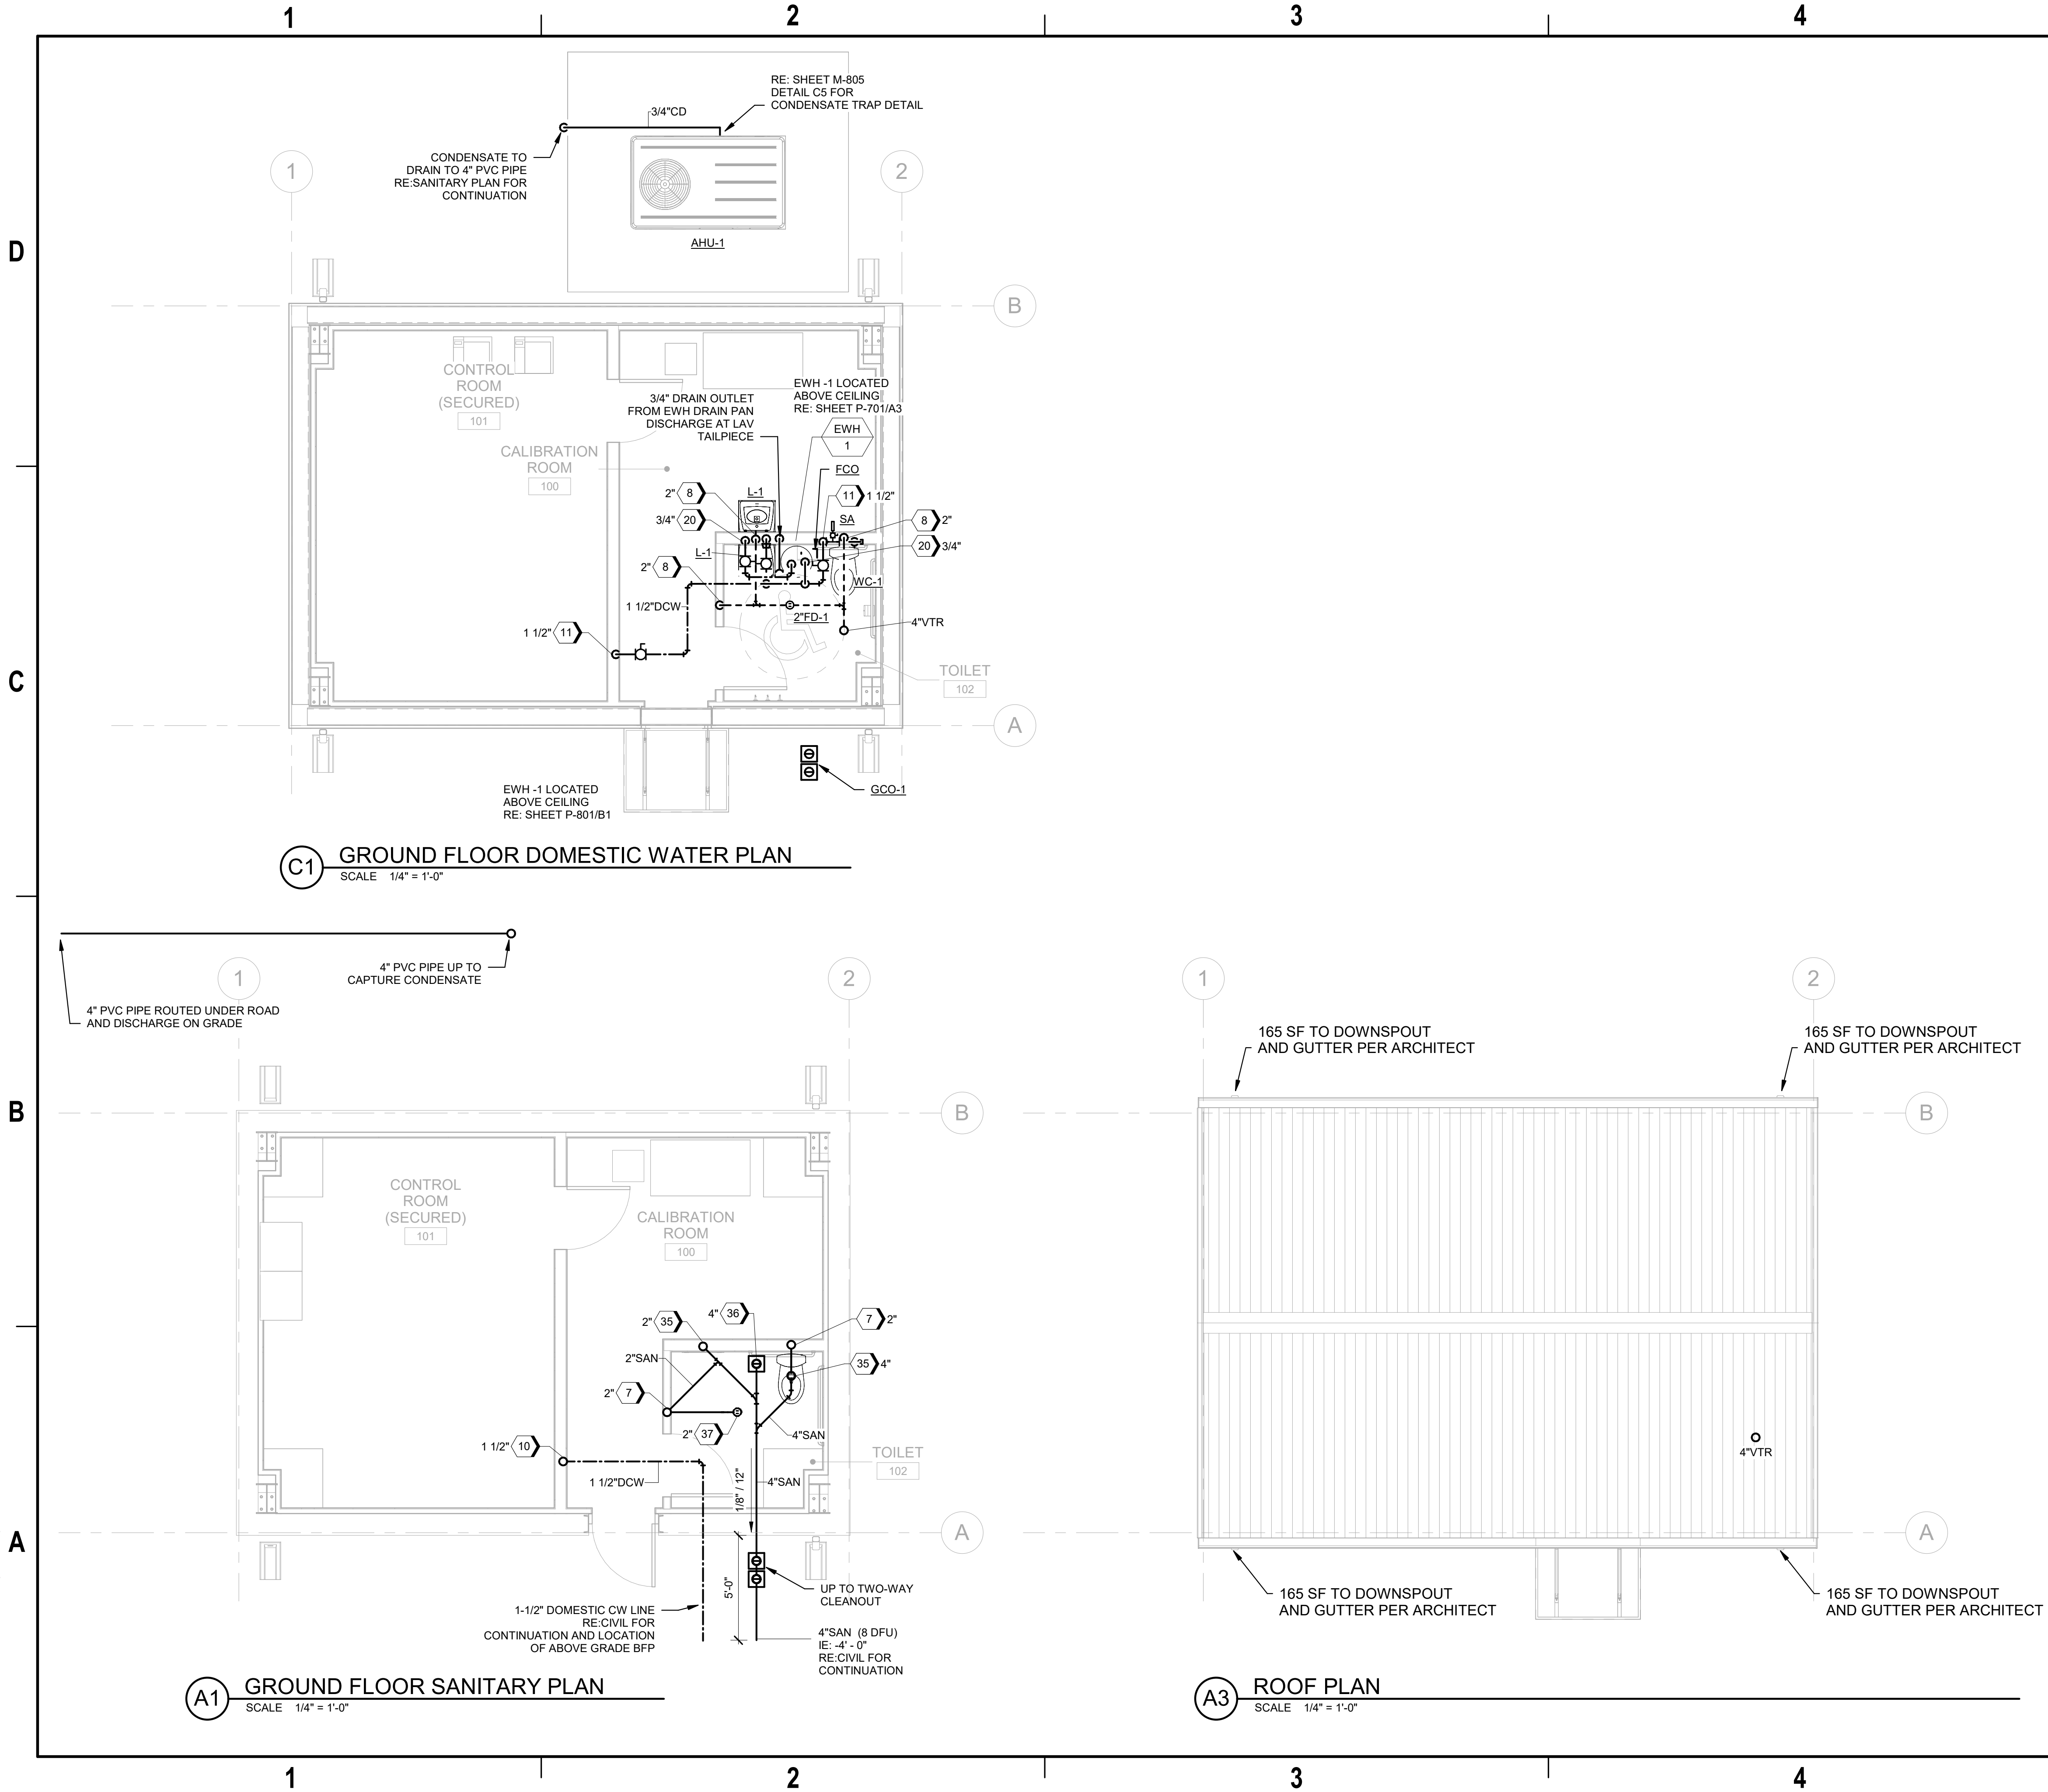 1
2
3
4
D
C
B
A
RE: SHEET M-805
DETAIL C5 FOR
CONDENSATE TRAP DETAIL
3/4"CD
CONDENSATE TO
DRAIN TO 4" PVC PIPE
RE:SANITARY PLAN FOR
CONTINUATION
1
2
AHU-1
B
CONTROL
ROOM
(SECURED)
101
EWH -1 LOCATED
ABOVE CEILING
RE: SHEET P-701/A3
3/4" DRAIN OUTLET
FROM EWH DRAIN PAN
DISCHARGE AT LAV
TAILPIECE
EWH
1
CALIBRATION
ROOM
100
FCO
2" 8
L-1
11 1 1/2"
3/4" 20
SA
8 2"
L-1
20 3/4"
2" 8
WC-1
1 1/2"DCW
2"FD-1
4"VTR
1 1/2" 11
TOILET
102
A
GCO-1
EWH -1 LOCATED
ABOVE CEILING
RE: SHEET P-801/B1
C1
GROUND FLOOR DOMESTIC WATER PLAN
SCALE 1/4" = 1'-0"
4" PVC PIPE UP TO
CAPTURE CONDENSATE
4" PVC PIPE ROUTED UNDER ROAD
AND DISCHARGE ON GRADE
1
2
B
CONTROL
ROOM
(SECURED)
101
CALIBRATION
ROOM
100
2" 35
4" 36
7 2"
2"SAN
35 4"
2" 7
2" 37
4"SAN
1 1/2" 10
TOILET
102
1 1/2"DCW
4"SAN
1/8" / 12"
A
5'-0"
UP TO TWO-WAY
CLEANOUT
1-1/2" DOMESTIC CW LINE
RE:CIVIL FOR
CONTINUATION AND LOCATION
OF ABOVE GRADE BFP
4"SAN (8 DFU)
IE: -4' - 0"
RE:CIVIL FOR
CONTINUATION
A1
GROUND FLOOR SANITARY PLAN
SCALE 1/4" = 1'-0"
1
2
165 SF TO DOWNSPOUT
AND GUTTER PER ARCHITECT
165 SF TO DOWNSPOUT
AND GUTTER PER ARCHITECT
B
4"VTR
A
165 SF TO DOWNSPOUT
AND GUTTER PER ARCHITECT
165 SF TO DOWNSPOUT
AND GUTTER PER ARCHITECT
A3
ROOF PLAN
SCALE 1/4" = 1'-0"
1
2
3
4